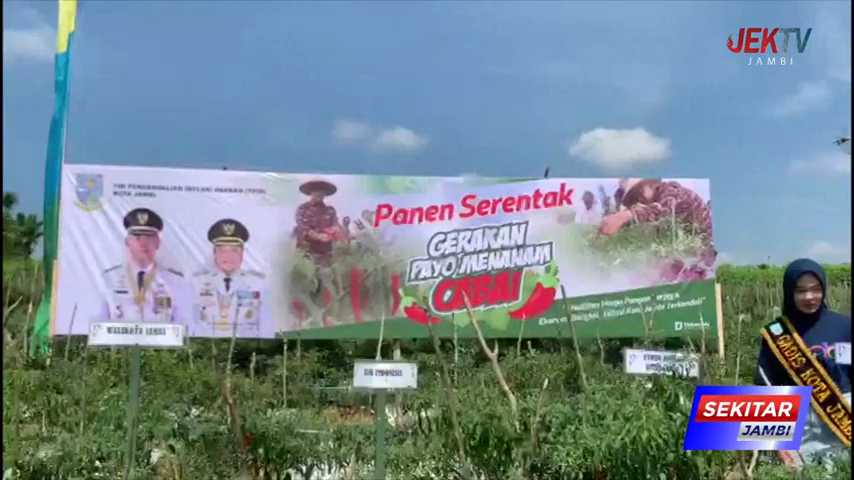 JEKTV
JAMBI
TIM PENGENDALIAN INFLASI DAERAH (TPID)
KOTA JAMBI
Panen Serentak
GERAKAN
PAYO MENANAM
CABAI
WALIKOTA JAMBI
GADIS KOTA JAMBI
SEKITAR
JAMBI